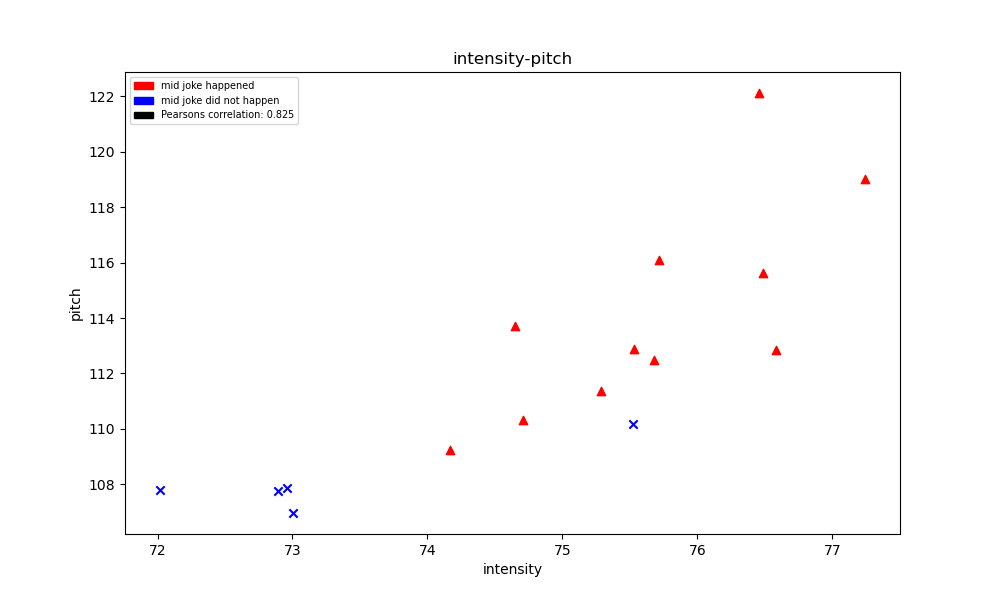 intensity-pitch
mid joke happened
mid joke did not happen
Pearsons correlation: 0.825
122
120
118
116
114
112
110
108
pitch
72 73 74 75 76 77
intensity